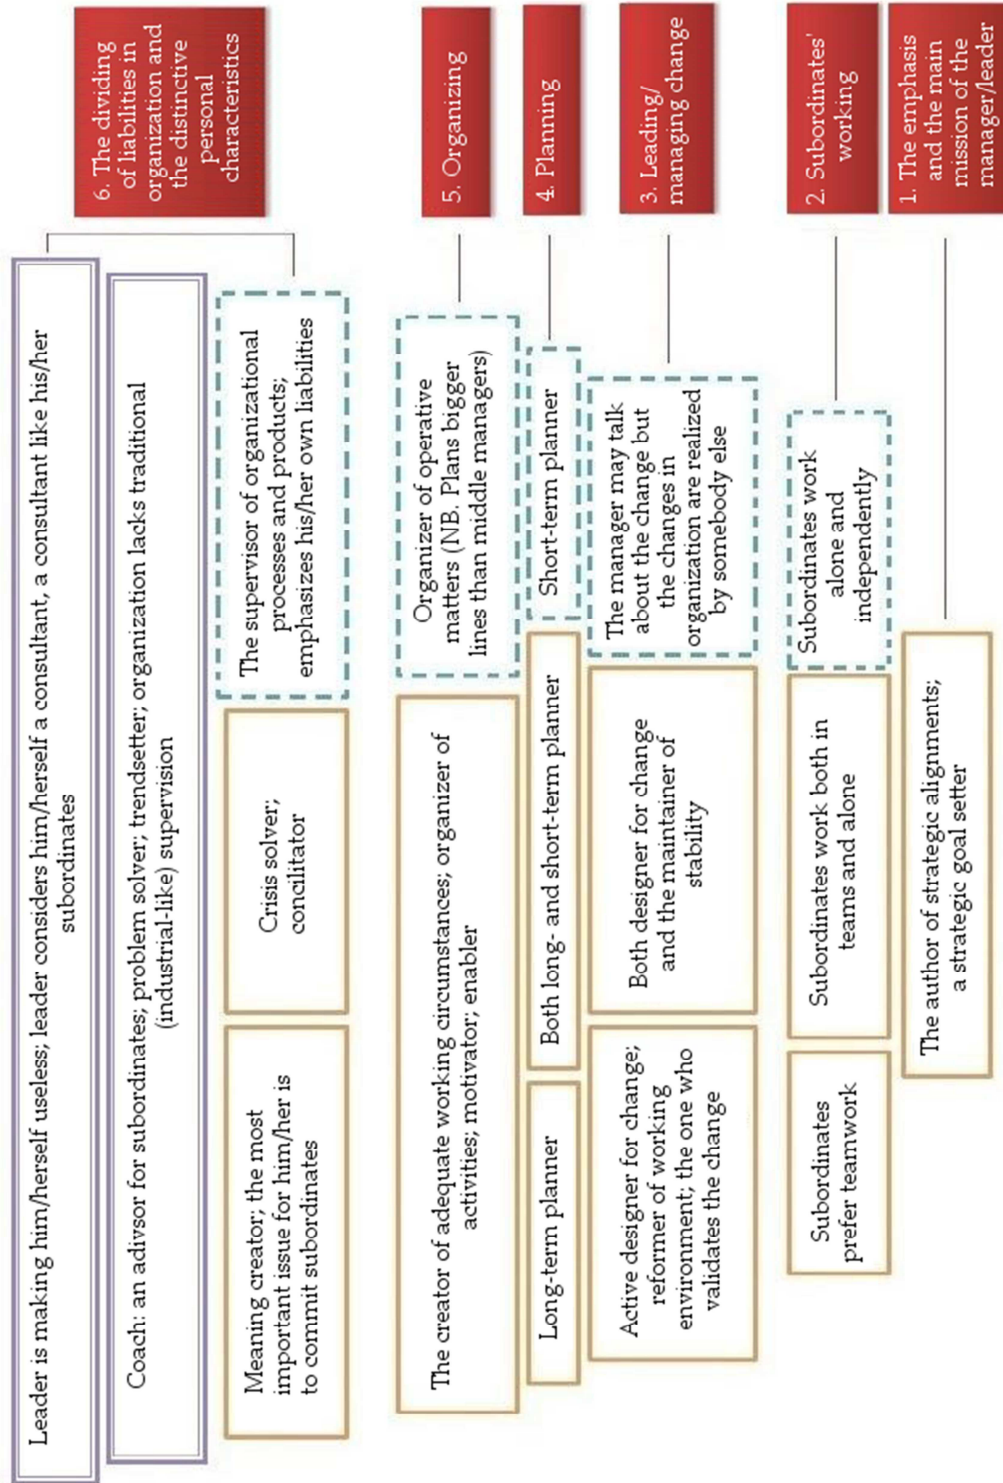 Leader is making him/herself useless; leader considers him/herself a consultant, a consultant like his/her
subordinates
Coach: an adivsor for subordinates; problem solver; trendsetter; organization lacks traditional
(industrial-like) supervision
Meaning creator; the most
important issue for him/her is
to commit subordinates
Crisis solver;
concilitator
The supervisor of organizational
processes and products;
emphasizes his/her own liabilities
6. The dividing
of liabilities in
organization and
the distinctive
personal
characteristics
The creator of adequate working circumstances; organizer of
activities; motivator; enabler
Organizer of operative
matters (NB. Plans bigger
lines than middle managers)
5. Organizing
Long-term planner
Both long- and short-term planner
Short-term planner
4. Planning
Active designer for change;
reformer of working
environment; the one who
validates the change
Both designer for change
and the maintainer of
stability
The manager may talk
about the change but
the changes in
organization are realized
by somebody else
3. Leading/
managing change
Subordinates
prefer teamwork
Subordinates work both in
teams and alone
Subordinates work
alone and
independently
2. Subordinates'
working
The author of strategic alignments;
a strategic goal setter
1. The emphasis
and the main
mission of the
manager/leader